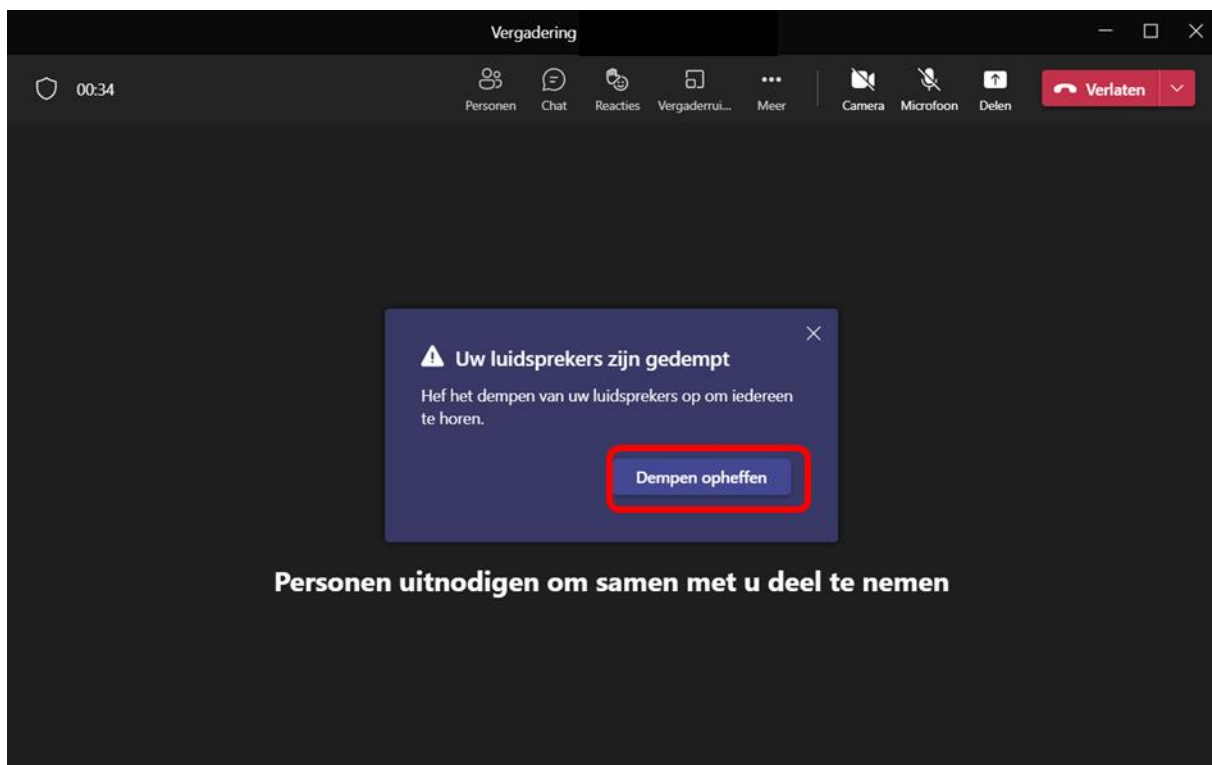 Vergadering
00:34
Personen Chat Reacties Vergaderrui... Meer Camera Microfoon Delen Verlaten
Uw luidsprekers zijn gedempt
Hef het dempen van uw luidsprekers op om iedereen
te horen.
Dempen opheffen
Personen uitnodigen om samen met u deel te nemen